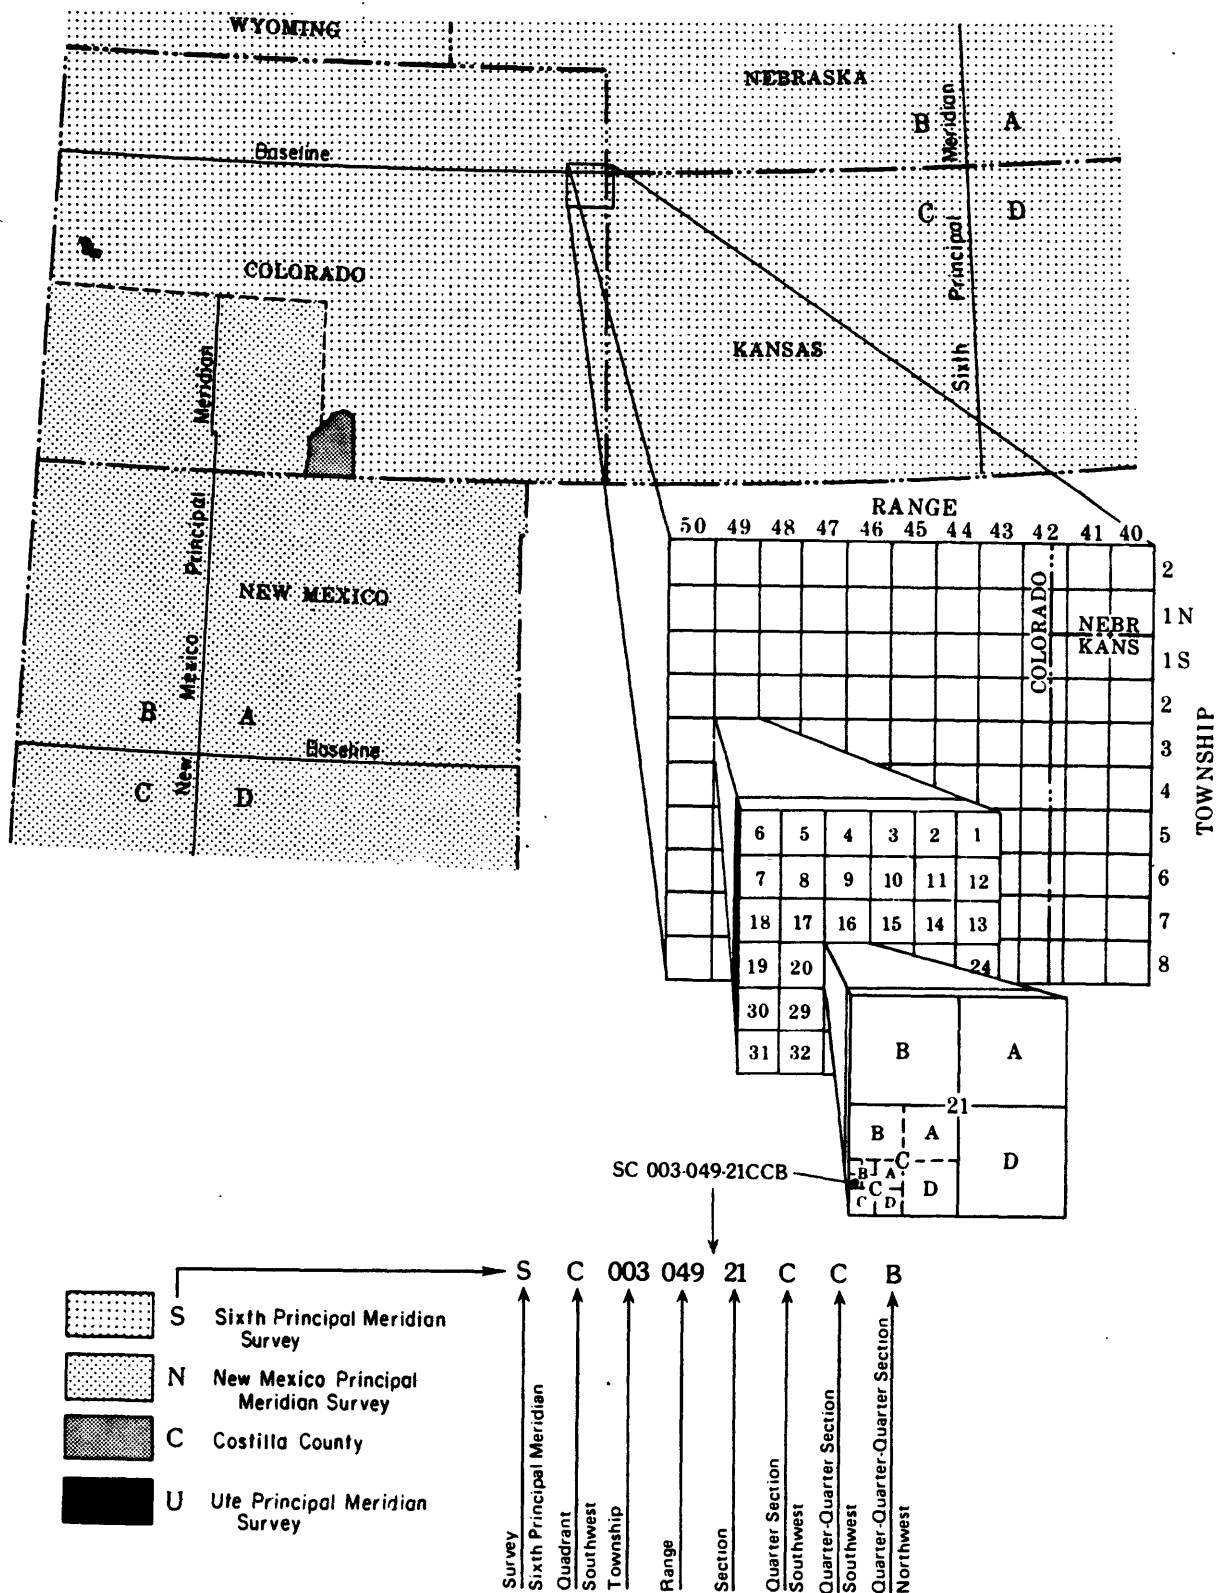 WYOMING
NEBRASKA
B A
Meridian
Baseline
C D
Principal
COLORADO
KANSAS
Sixth
Meridian
Principal
NEW MEXICO
Mexico
B A
Baseline
New
C D
RANGE
50 49 48 47 46 45 44 43 42 41 40
2
1 N
NEBR
KANS
1 S
COLORADO
2
3
4
5
6
7
8
TOWNSHIP
6 5 4 3 2 1
7 8 9 10 11 12
18 17 16 15 14 13
19 20 24
30 29
31 32
B A
21
B A
C D
B A
C D
C D
SC 003-049-21CCB
S C 003 049 21 C C B
S Sixth Principal Meridian
Survey
N New Mexico Principal
Meridian Survey
C Costilla County
U Ute Principal Meridian
Survey
Survey
Sixth Principal Meridian
Quadrant
Southwest
Township
Range
Section
Quarter Section
Southwest
Quarter-Quarter Section
Southwest
Quarter-Quarter-Quarter Section
Northwest